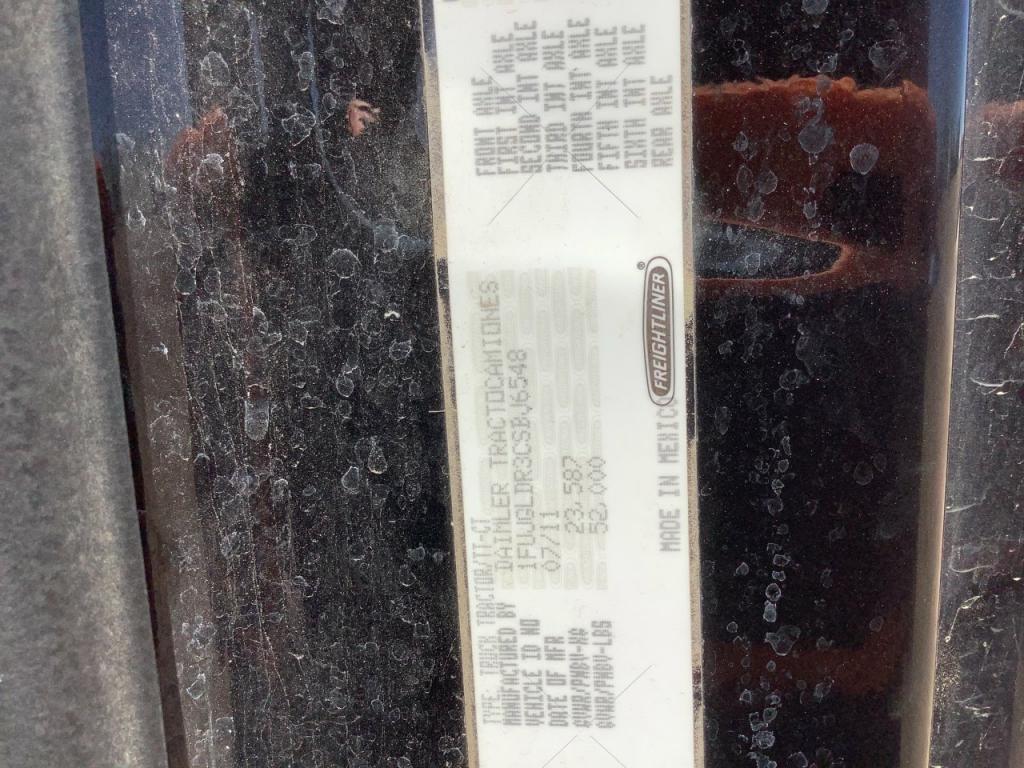 TYPE: TRUCK TRACTOR/TT-CT
MANUFACTURED BY DAIMLER TRACTOCAMIONES
VEHICLE ID NO 1FUJGLDR3CSBJ6548
DATE OF MFR 07/11
GVWR/PNBV-KG 23.587
GVWR/PNBV-LBS 52.000
MADE IN MEXICO
FREIGHTLINER®
FRONT AXLE
FIRST INT AXLE
SECOND INT AXLE
THIRD INT AXLE
FOURTH INT AXLE
FIFTH INT AXLE
SIXTH INT AXLE
REAR AXLE